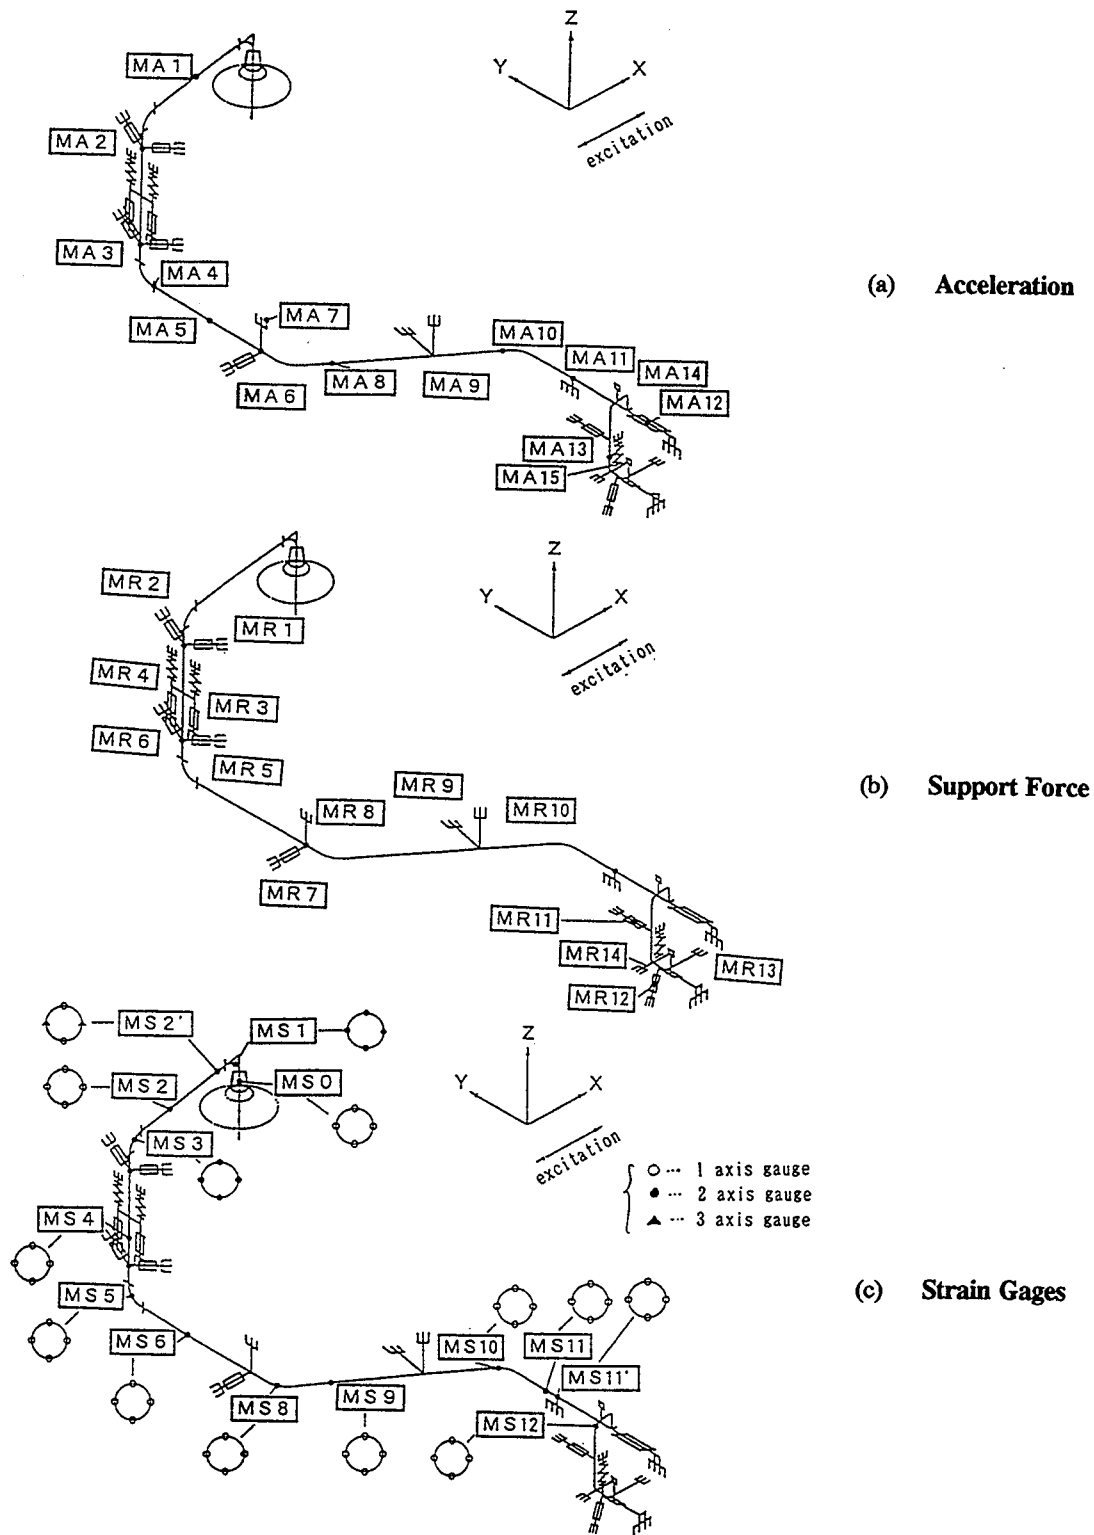 Z
Y
X
excitation
MA1
MA2
MA3
MA4
MA5
MA7
MA6
MA8
MA9
MA10
MA11
MA14
MA12
MA13
MA15
(a) Acceleration
Z
Y
X
excitation
MR2
MR1
MR4
MR3
MR6
MR5
MR9
MR8
MR10
MR7
MR11
MR14
MR13
MR12
(b) Support Force
Z
Y
X
excitation
MS2'
MS1
MS2
MS0
MS3
MS4
MS5
MS6
MS8
MS9
MS10
MS11
MS11'
MS12
○ ··· 1 axis gauge
● ··· 2 axis gauge
▲ ··· 3 axis gauge
(c) Strain Gages